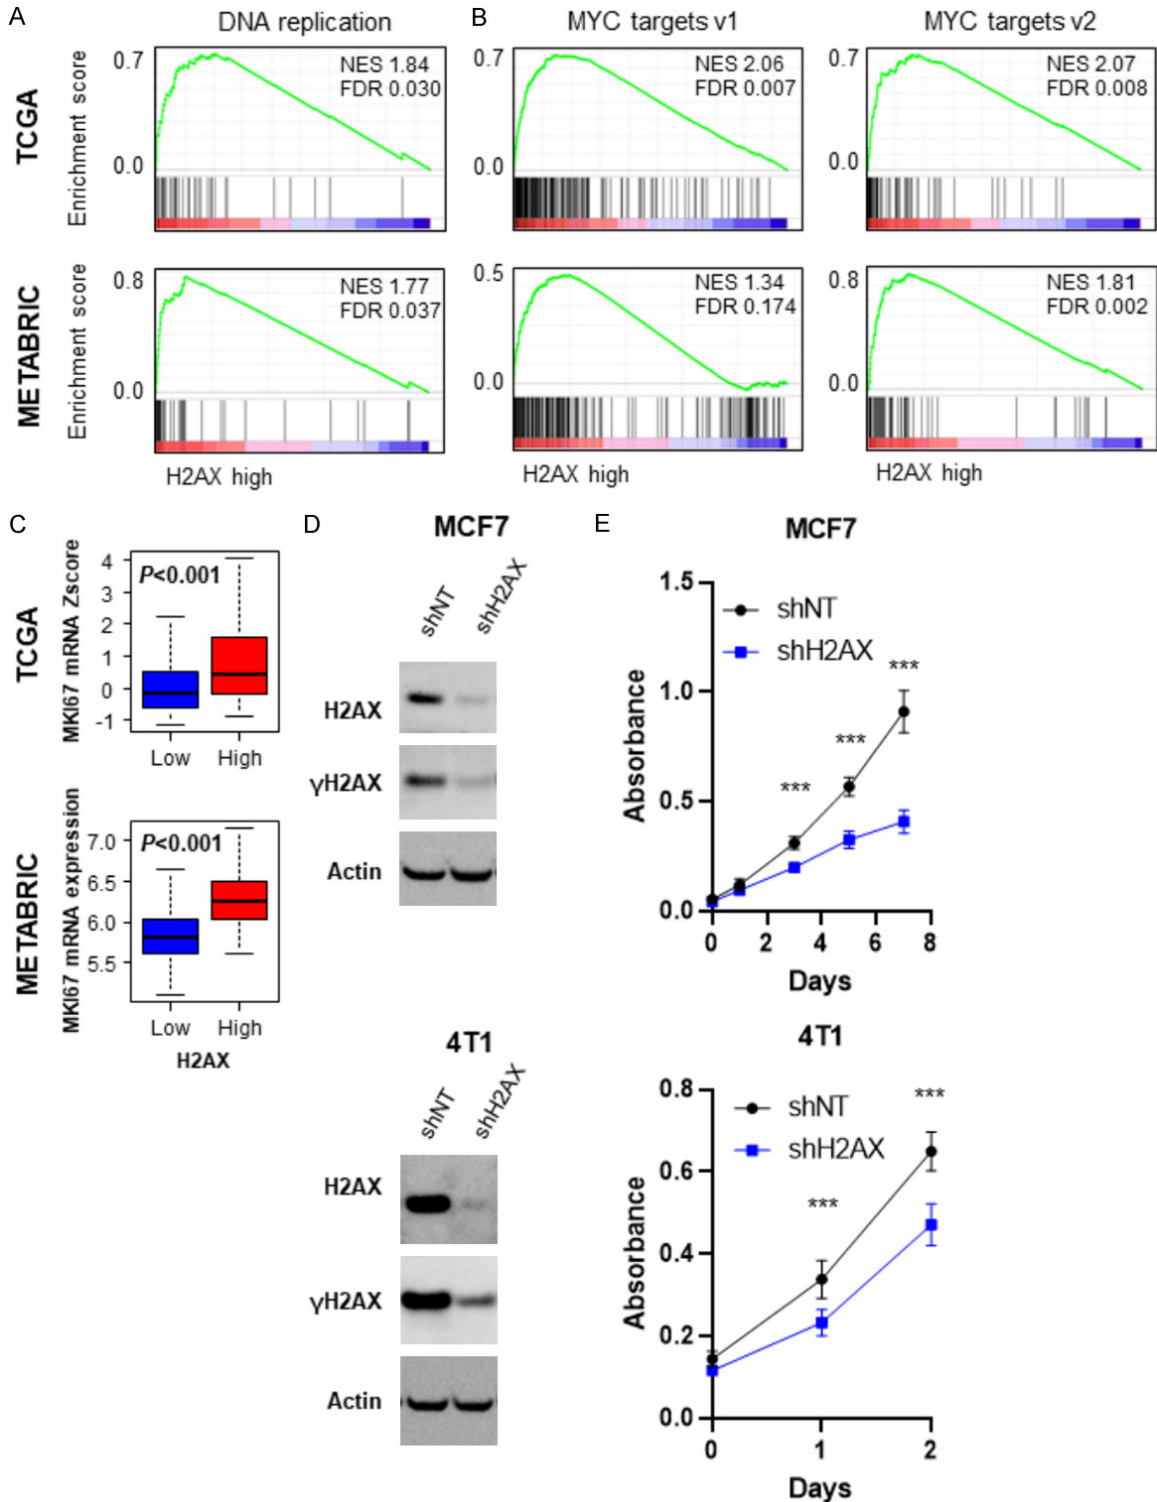 A
DNA replication
B
MYC targets v1
MYC targets v2
TCGA
Enrichment score
0.7
0.0
NES 1.84
FDR 0.030
0.7
0.0
NES 2.06
FDR 0.007
0.7
0.0
NES 2.07
FDR 0.008
METABRIC
Enrichment score
0.8
0.0
NES 1.77
FDR 0.037
0.5
0.0
NES 1.34
FDR 0.174
0.8
0.0
NES 1.81
FDR 0.002
H2AX high
H2AX high
H2AX high
C
TCGA
MKI67 mRNA Zscore
4
3
2
1
0
-1
P<0.001
Low
High
METABRIC
MKI67 mRNA expression
7.0
6.5
6.0
5.5
P<0.001
Low
High
H2AX
D
MCF7
shNT
shH2AX
H2AX
γH2AX
Actin
4T1
shNT
shH2AX
H2AX
γH2AX
Actin
E
MCF7
Absorbance
1.5
1.0
0.5
0.0
shNT
shH2AX
***
***
***
0
2
4
6
8
Days
4T1
Absorbance
0.8
0.6
0.4
0.2
0.0
shNT
shH2AX
***
***
0
1
2
Days